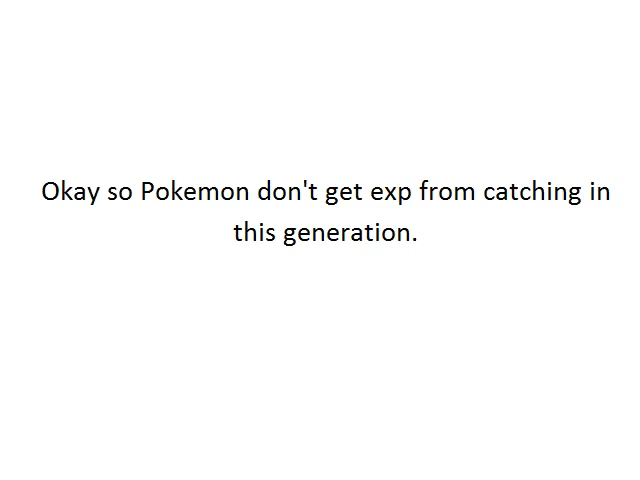 Okay so Pokemon don't get exp from catching in
this generation.